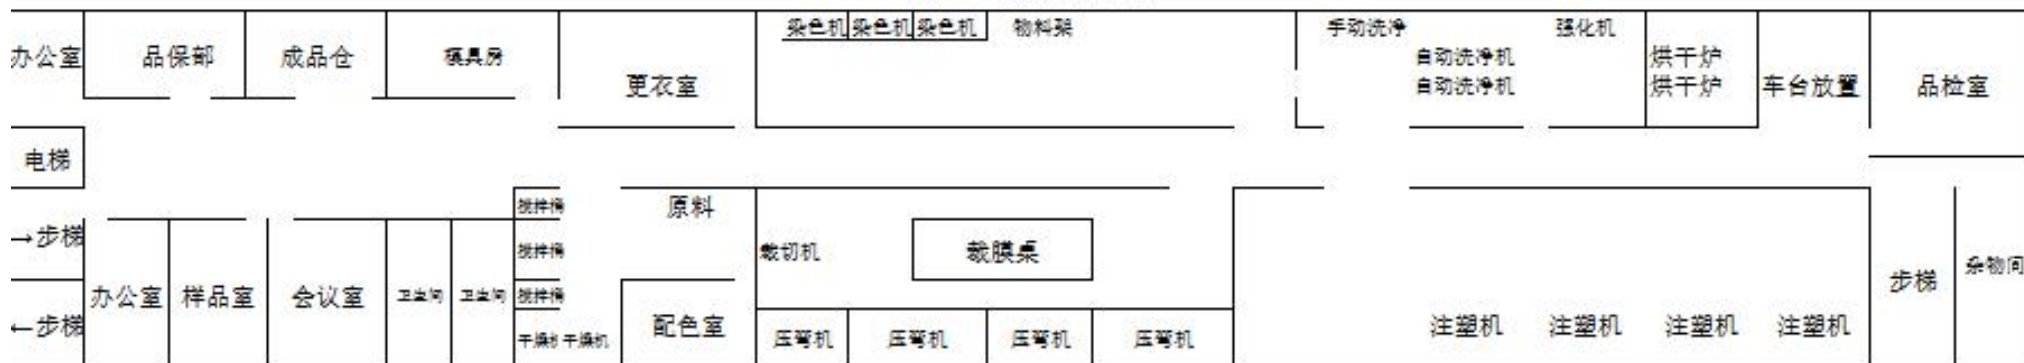 染色机 染色机 染色机 物料架 手动洗净 强化机
办公室 品保部 成品仓 模具房 自动洗净机 烘干炉
更衣室 自动洗净机 烘干炉 车台放置 品检室
电梯
搅拌桶 原料
→步梯 搅拌桶 裁切机 裁膜桌 杂物间
办公室 样品室 会议室 卫生间 卫生间 搅拌桶 步梯
←步梯 干燥机 干燥机 配色室 压弯机 压弯机 压弯机 压弯机 注塑机 注塑机 注塑机 注塑机